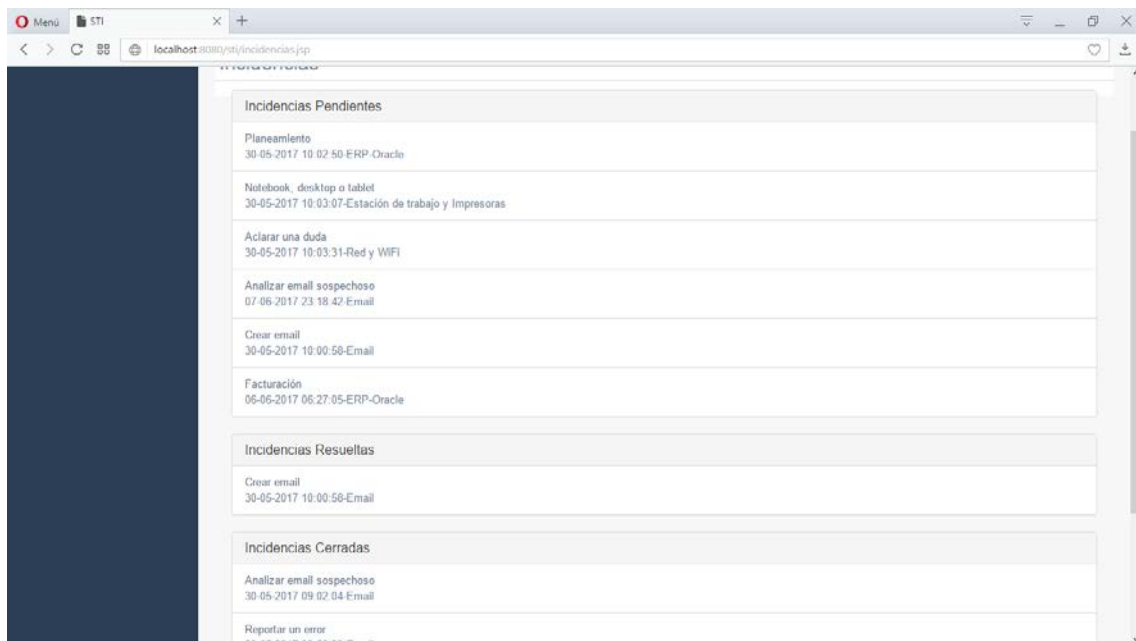 Menú
STI
localhost:8080/sti/incidencias.jsp
Incidencias
Incidencias Pendientes
Planeamiento
30-05-2017 10:02:50-ERP-Oracle
Notebook, desktop o tablet
30-05-2017 10:03:07-Estación de trabajo y Impresoras
Aclarar una duda
30-05-2017 10:03:31-Red y WiFI
Analizar email sospechoso
07-06-2017 23:18:42-Email
Crear email
30-05-2017 10:00:58-Email
Facturación
06-06-2017 06:27:05-ERP-Oracle
Incidencias Resueltas
Crear email
30-05-2017 10:00:58-Email
Incidencias Cerradas
Analizar email sospechoso
30-05-2017 09:02:04-Email
Reportar un error